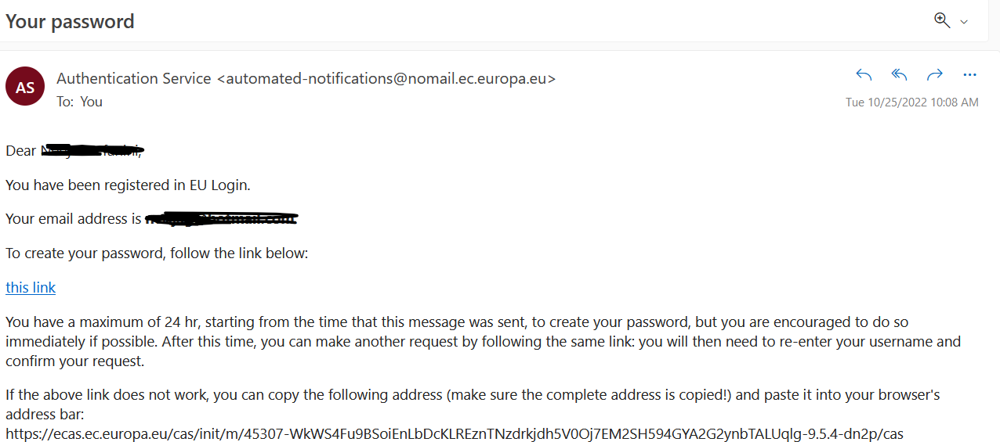 Your password
AS
Authentication Service <automated-notifications@nomail.ec.europa.eu>
To: You
Tue 10/25/2022 10:08 AM
Dear
You have been registered in EU Login.
Your email address is
To create your password, follow the link below:
this link
You have a maximum of 24 hr, starting from the time that this message was sent, to create your password, but you are encouraged to do so
immediately if possible. After this time, you can make another request by following the same link: you will then need to re-enter your username and
confirm your request.
If the above link does not work, you can copy the following address (make sure the complete address is copied!) and paste it into your browser's
address bar:
https://ecas.ec.europa.eu/cas/init/m/45307-WkWS4Fu9BSoiEnLbDcKLREznTNzdrkjdh5V0Oj7EM2SH594GYA2G2ynbTALUqlg-9.5.4-dn2p/cas